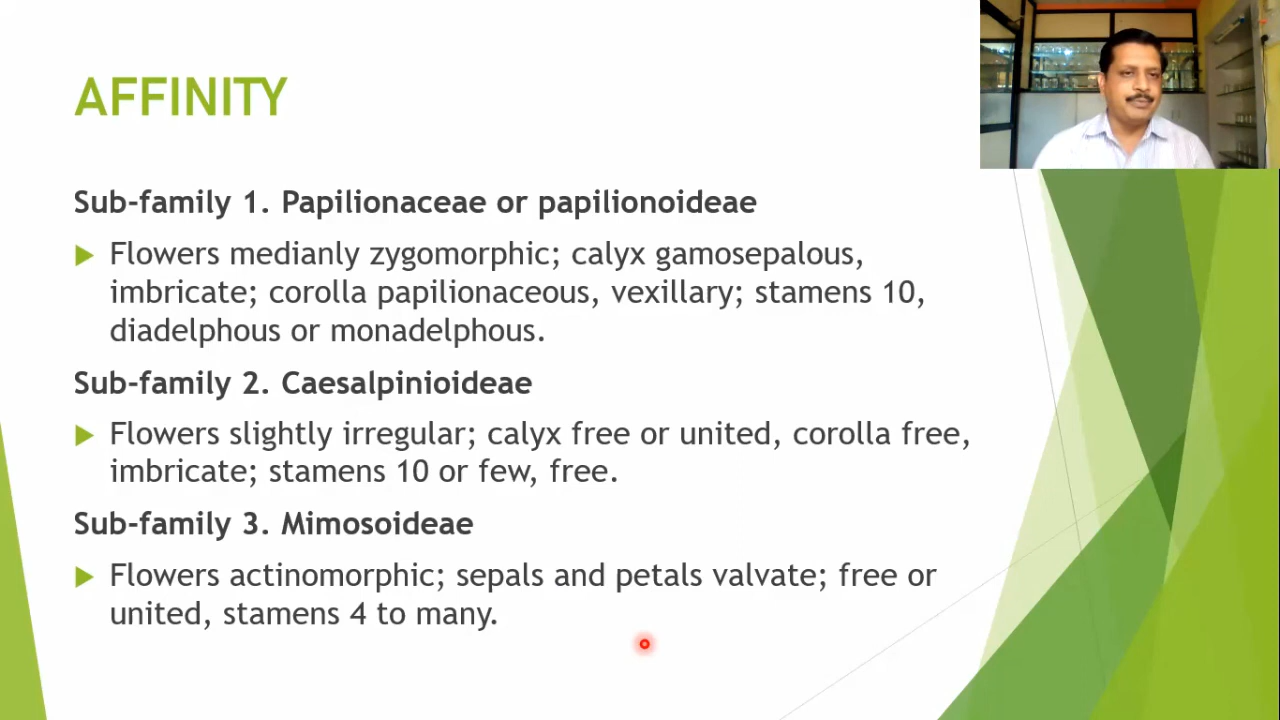 AFFINITY
Sub-family 1. Papilionaceae or papilionoideae
Flowers medianly zygomorphic; calyx gamosepalous,
imbricate; corolla papilionaceous, vexillary; stamens 10,
diadelphous or monadelphous.
Sub-family 2. Caesalpinioideae
Flowers slightly irregular; calyx free or united, corolla free,
imbricate; stamens 10 or few, free.
Sub-family 3. Mimosoideae
Flowers actinomorphic; sepals and petals valvate; free or
united, stamens 4 to many.